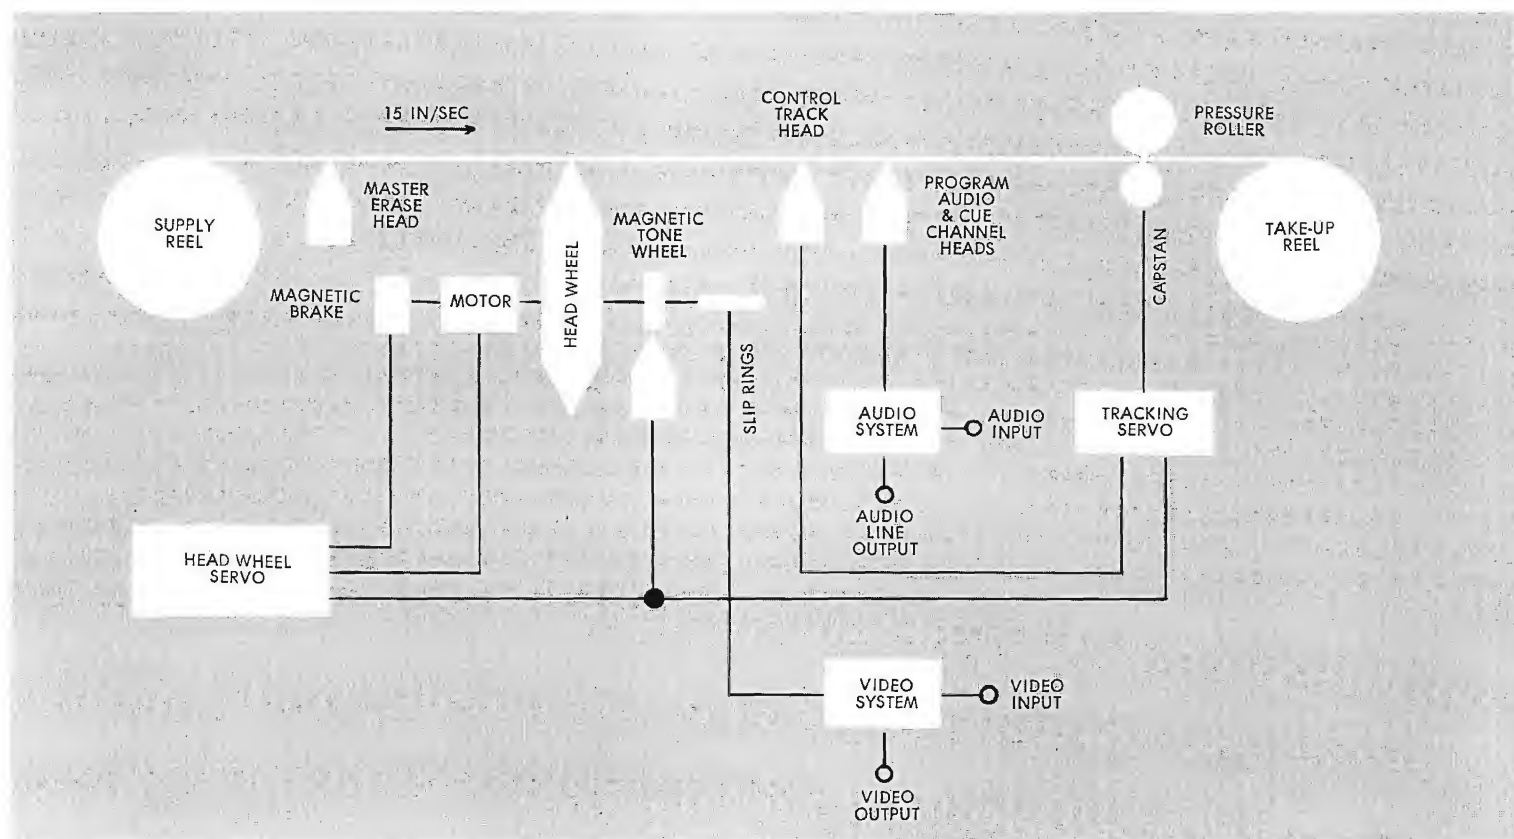 15 IN/SEC
CONTROL
TRACK
HEAD
PRESSURE
ROLLER
SUPPLY
REEL
MASTER
ERASE
HEAD
MAGNETIC
TONE
WHEEL
PROGRAM
AUDIO
& CUE
CHANNEL
HEADS
CAPSTAN
TAKE-UP
REEL
MAGNETIC
BRAKE
MOTOR
HEAD WHEEL
SLIP RINGS
AUDIO
SYSTEM
AUDIO
INPUT
TRACKING
SERVO
AUDIO
LINE
OUTPUT
HEAD WHEEL
SERVO
VIDEO
SYSTEM
VIDEO
INPUT
VIDEO
OUTPUT